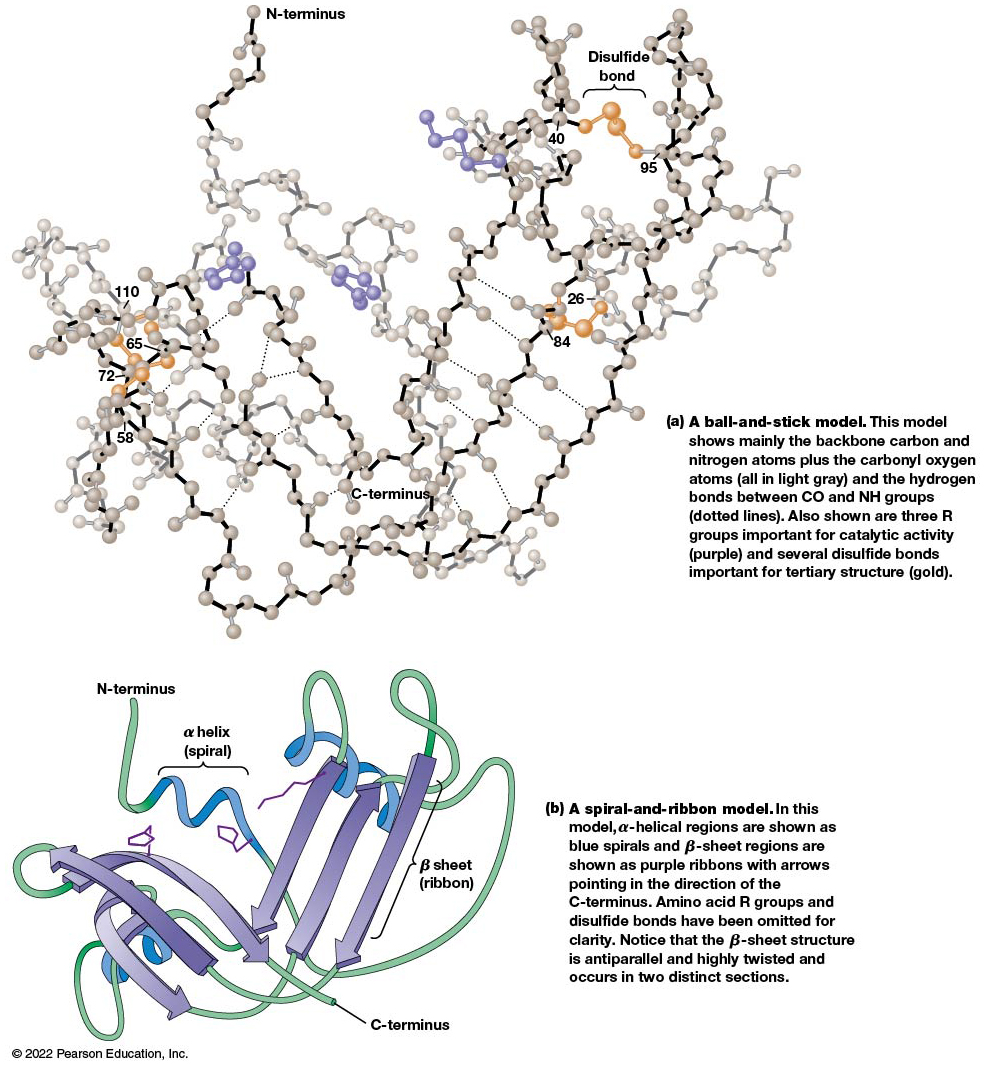 N-terminus
Disulfide
bond
40
95
110
26
65
84
72
58
C-terminus
(a) A ball-and-stick model. This model
shows mainly the backbone carbon and
nitrogen atoms plus the carbonyl oxygen
atoms (all in light gray) and the hydrogen
bonds between CO and NH groups
(dotted lines). Also shown are three R
groups important for catalytic activity
(purple) and several disulfide bonds
important for tertiary structure (gold).
N-terminus
α helix
(spiral)
β sheet
(ribbon)
C-terminus
(b) A spiral-and-ribbon model. In this
model, α-helical regions are shown as
blue spirals and β-sheet regions are
shown as purple ribbons with arrows
pointing in the direction of the
C-terminus. Amino acid R groups and
disulfide bonds have been omitted for
clarity. Notice that the β-sheet structure
is antiparallel and highly twisted and
occurs in two distinct sections.
© 2022 Pearson Education, Inc.